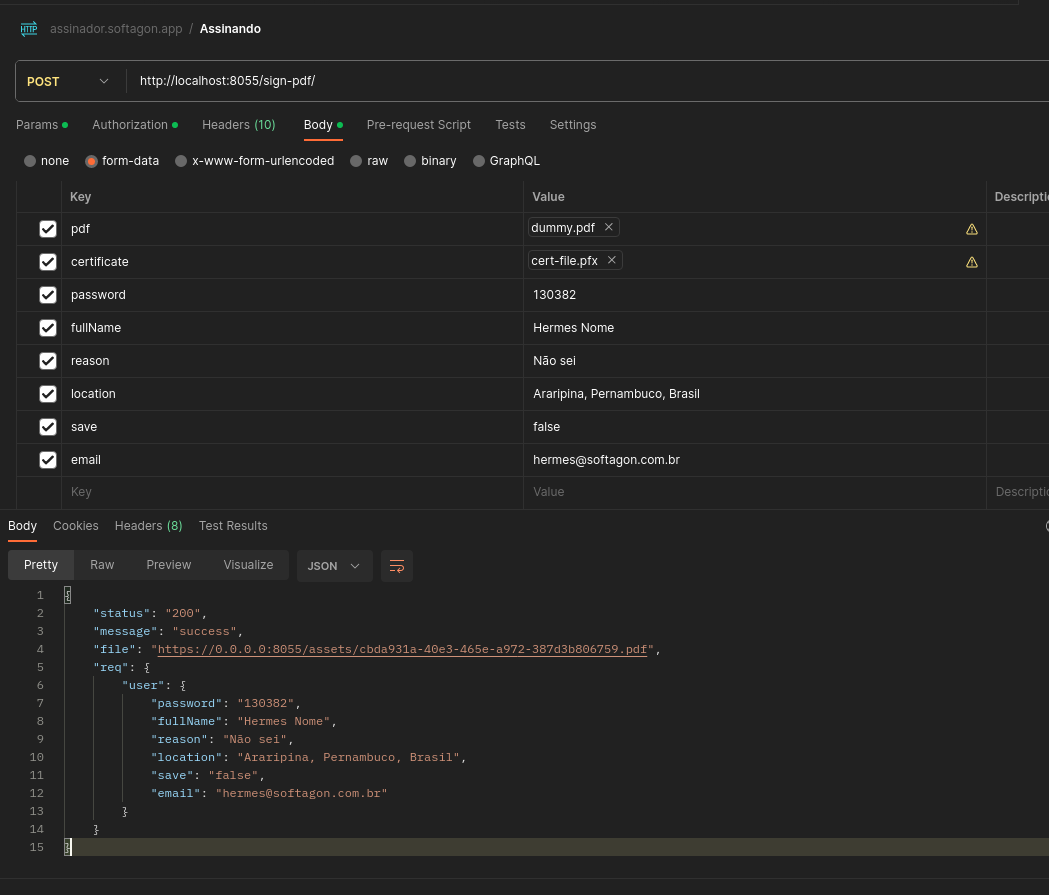 HTTP assinador.softagon.app / Assinando
POST http://localhost:8055/sign-pdf/
Params Authorization Headers (10) Body Pre-request Script Tests Settings
none form-data x-www-form-urlencoded raw binary GraphQL
Key Value Descripti
pdf dummy.pdf
certificate cert-file.pfx
password 130382
fullName Hermes Nome
reason Não sei
location Araripina, Pernambuco, Brasil
save false
email hermes@softagon.com.br
Key Value Descripti
Body Cookies Headers (8) Test Results
Pretty Raw Preview Visualize JSON
1 {
2 "status": "200",
3 "message": "success",
4 "file": "https://0.0.0.0:8055/assets/cbda931a-40e3-465e-a972-387d3b806759.pdf",
5 "req": {
6 "user": {
7 "password": "130382",
8 "fullName": "Hermes Nome",
9 "reason": "Não sei",
10 "location": "Araripina, Pernambuco, Brasil",
11 "save": "false",
12 "email": "hermes@softagon.com.br"
13 }
14 }
15 }